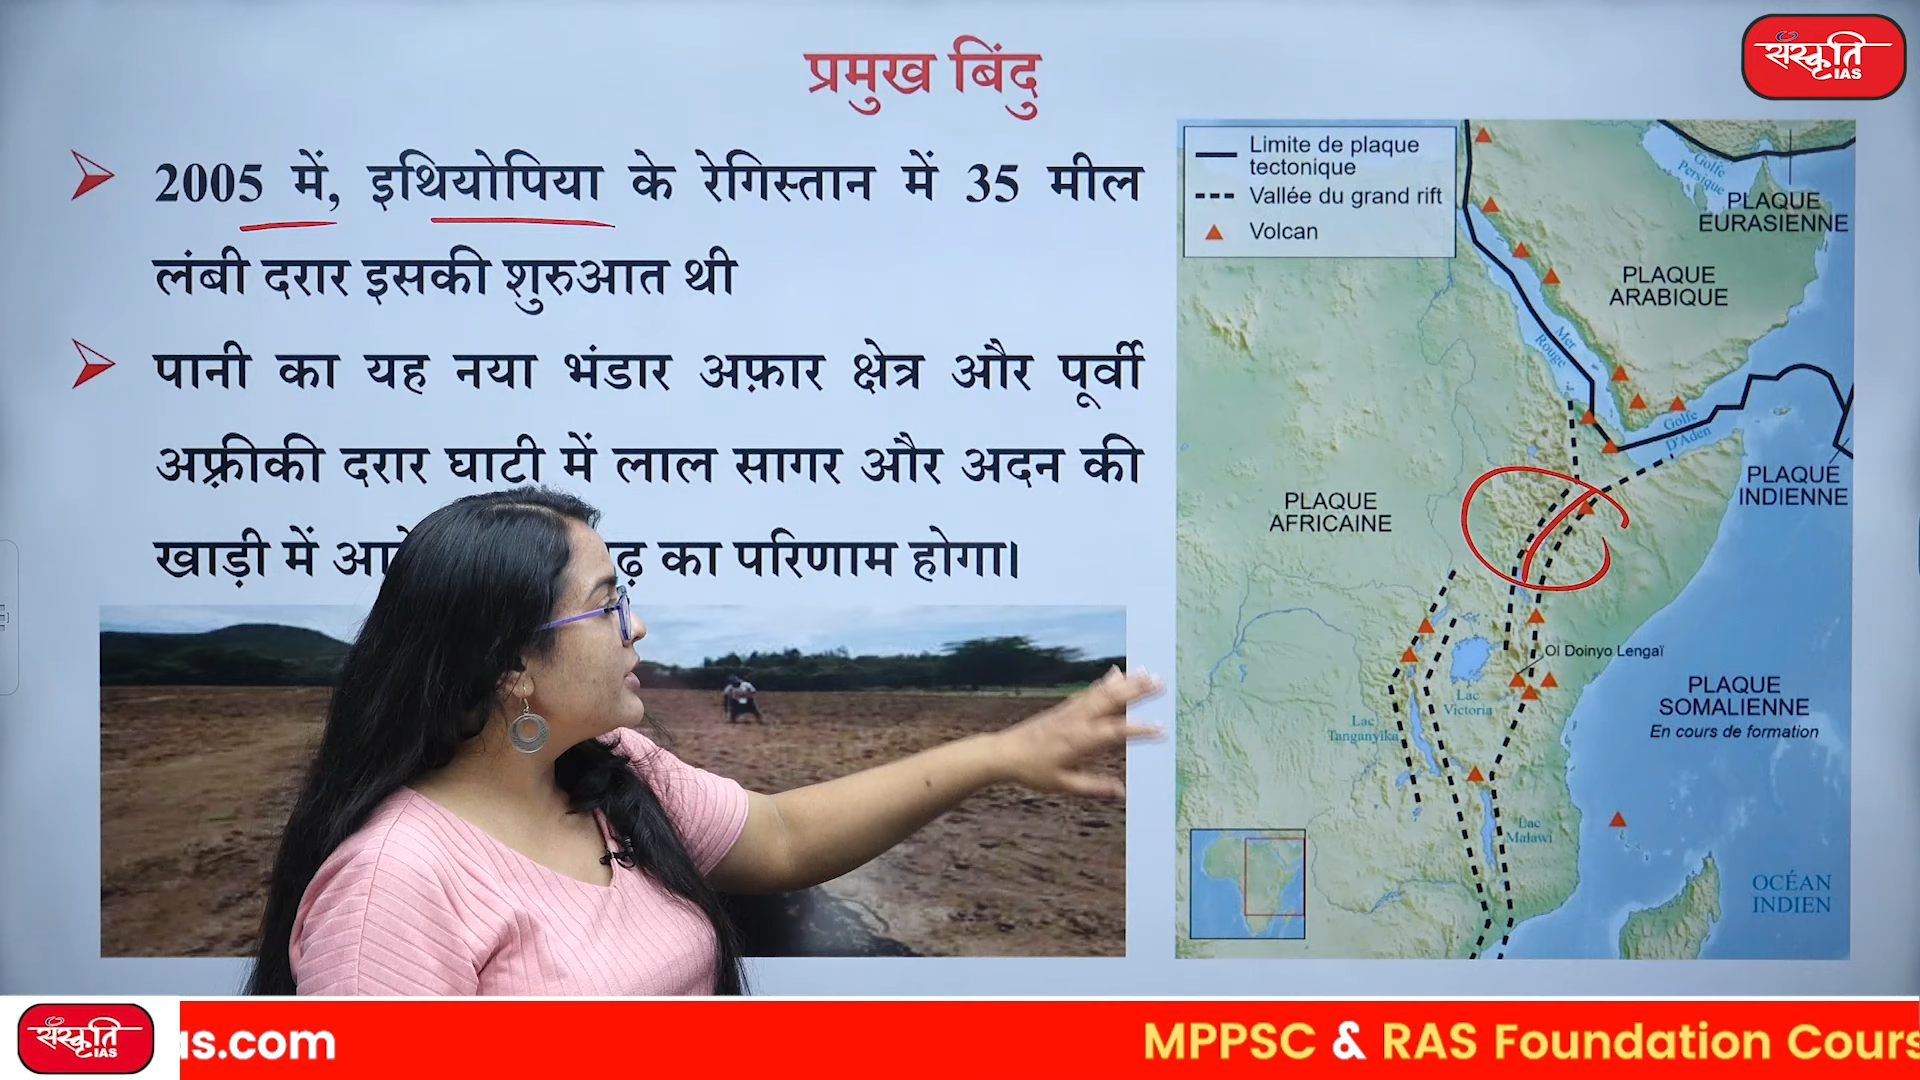 प्रमुख बिंदु
संस्कृति
IAS
2005 में, इथियोपिया के रेगिस्तान में 35 मील
लंबी दरार इसकी शुरुआत थी
पानी का यह नया भंडार अफ़ार क्षेत्र और पूर्वी
अफ़्रीकी दरार घाटी में लाल सागर और अदन की
खाड़ी में का परिणाम होगा।
Limite de plaque
tectonique
Vallée du grand rift
Volcan
Golfe
Persique
PLAQUE
EURASIENNE
PLAQUE
ARABIQUE
Mer
Rouge
Golfe
D'Aden
PLAQUE
INDIENNE
PLAQUE
AFRICAINE
Ol Doinyo Lengaï
Lac
Victoria
PLAQUE
SOMALIENNE
En cours de formation
Lac
Tanganyika
Lac
Malawi
OCÉAN
INDIEN
संस्कृति
IAS
as.com
MPPSC & RAS Foundation Cours